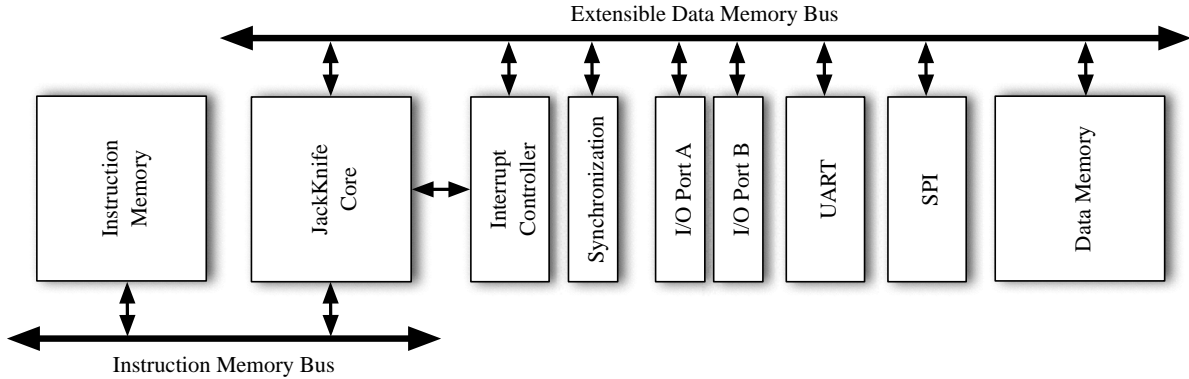 Extensible Data Memory Bus
Instruction
Memory
JackKnife
Core
Interrupt
Controller
Synchronization
I/O Port A
I/O Port B
UART
SPI
Data Memory
Instruction Memory Bus